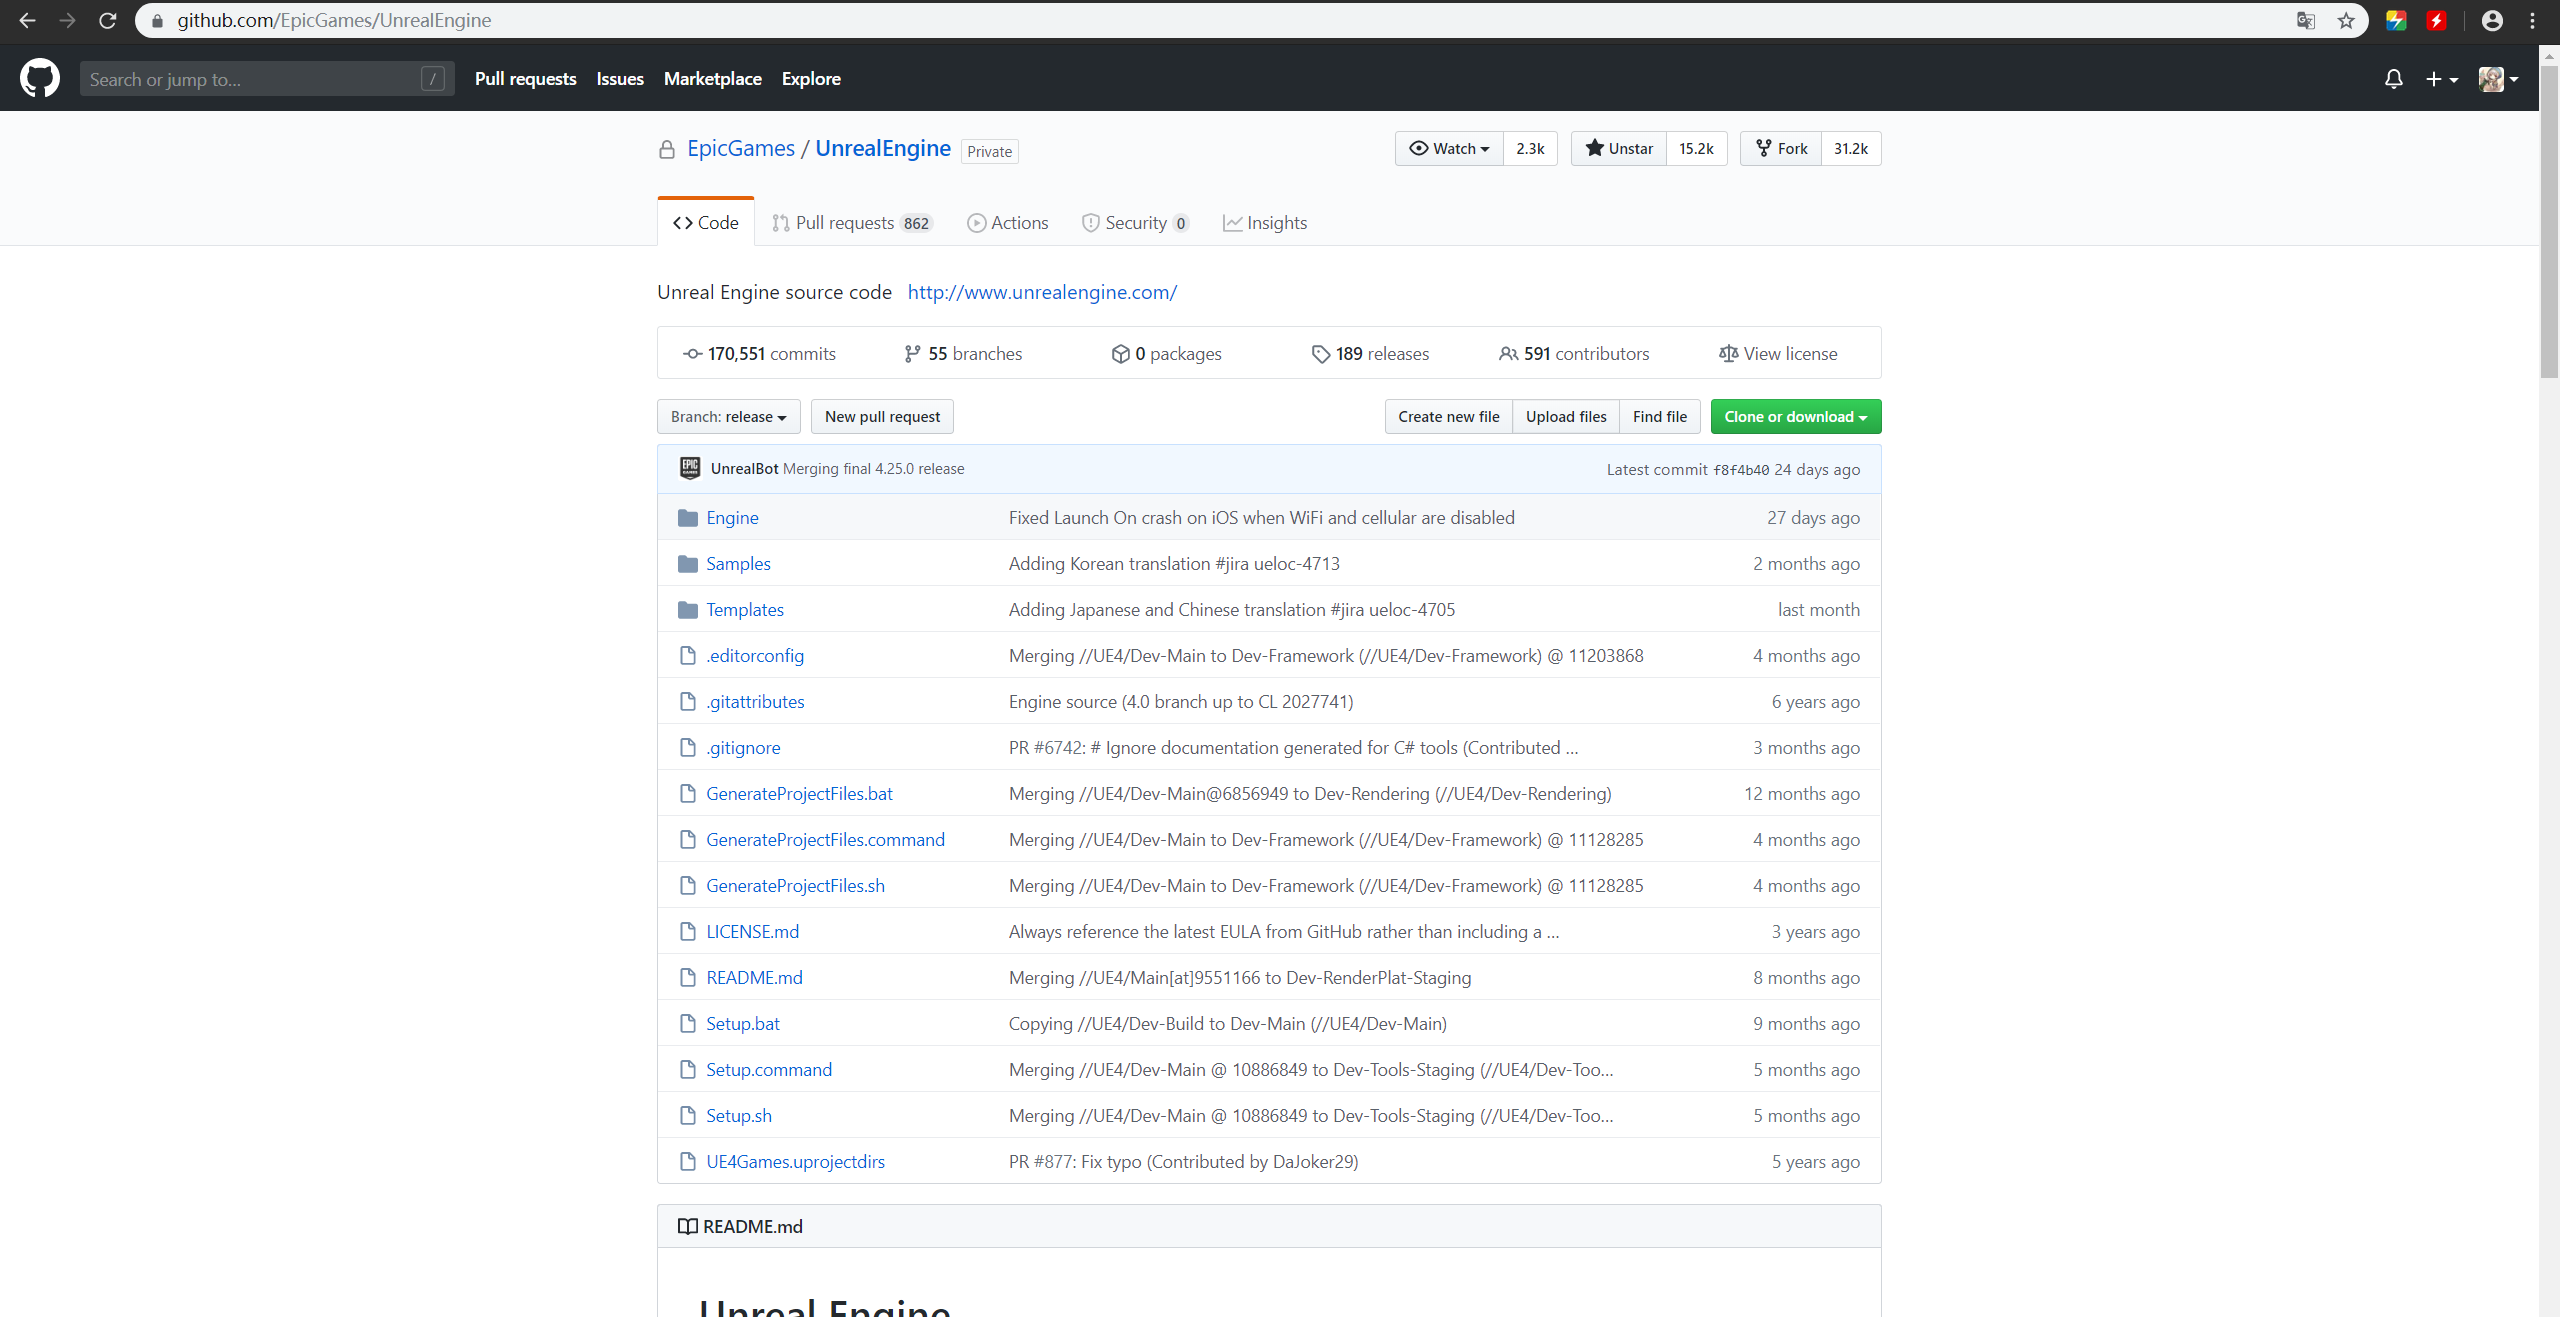 github.com/EpicGames/UnrealEngine
Search or jump to... /
Pull requests Issues Marketplace Explore
EpicGames / UnrealEngine Private
Watch 2.3k Unstar 15.2k Fork 31.2k
Code Pull requests 862 Actions Security 0 Insights
Unreal Engine source code http://www.unrealengine.com/
170,551 commits 55 branches 0 packages 189 releases 591 contributors View license
Branch: release New pull request Create new file Upload files Find file Clone or download
EPIC GAMES UnrealBot Merging final 4.25.0 release Latest commit f8f4b40 24 days ago
Engine Fixed Launch On crash on iOS when WiFi and cellular are disabled 27 days ago
Samples Adding Korean translation #jira ueloc-4713 2 months ago
Templates Adding Japanese and Chinese translation #jira ueloc-4705 last month
.editorconfig Merging //UE4/Dev-Main to Dev-Framework (//UE4/Dev-Framework) @ 11203868 4 months ago
.gitattributes Engine source (4.0 branch up to CL 2027741) 6 years ago
.gitignore PR #6742: # Ignore documentation generated for C# tools (Contributed ... 3 months ago
GenerateProjectFiles.bat Merging //UE4/Dev-Main@6856949 to Dev-Rendering (//UE4/Dev-Rendering) 12 months ago
GenerateProjectFiles.command Merging //UE4/Dev-Main to Dev-Framework (//UE4/Dev-Framework) @ 11128285 4 months ago
GenerateProjectFiles.sh Merging //UE4/Dev-Main to Dev-Framework (//UE4/Dev-Framework) @ 11128285 4 months ago
LICENSE.md Always reference the latest EULA from GitHub rather than including a ... 3 years ago
README.md Merging //UE4/Main[at]9551166 to Dev-RenderPlat-Staging 8 months ago
Setup.bat Copying //UE4/Dev-Build to Dev-Main (//UE4/Dev-Main) 9 months ago
Setup.command Merging //UE4/Dev-Main @ 10886849 to Dev-Tools-Staging (//UE4/Dev-Too... 5 months ago
Setup.sh Merging //UE4/Dev-Main @ 10886849 to Dev-Tools-Staging (//UE4/Dev-Too... 5 months ago
UE4Games.uprojectdirs PR #877: Fix typo (Contributed by DaJoker29) 5 years ago
README.md
Unreal Engine